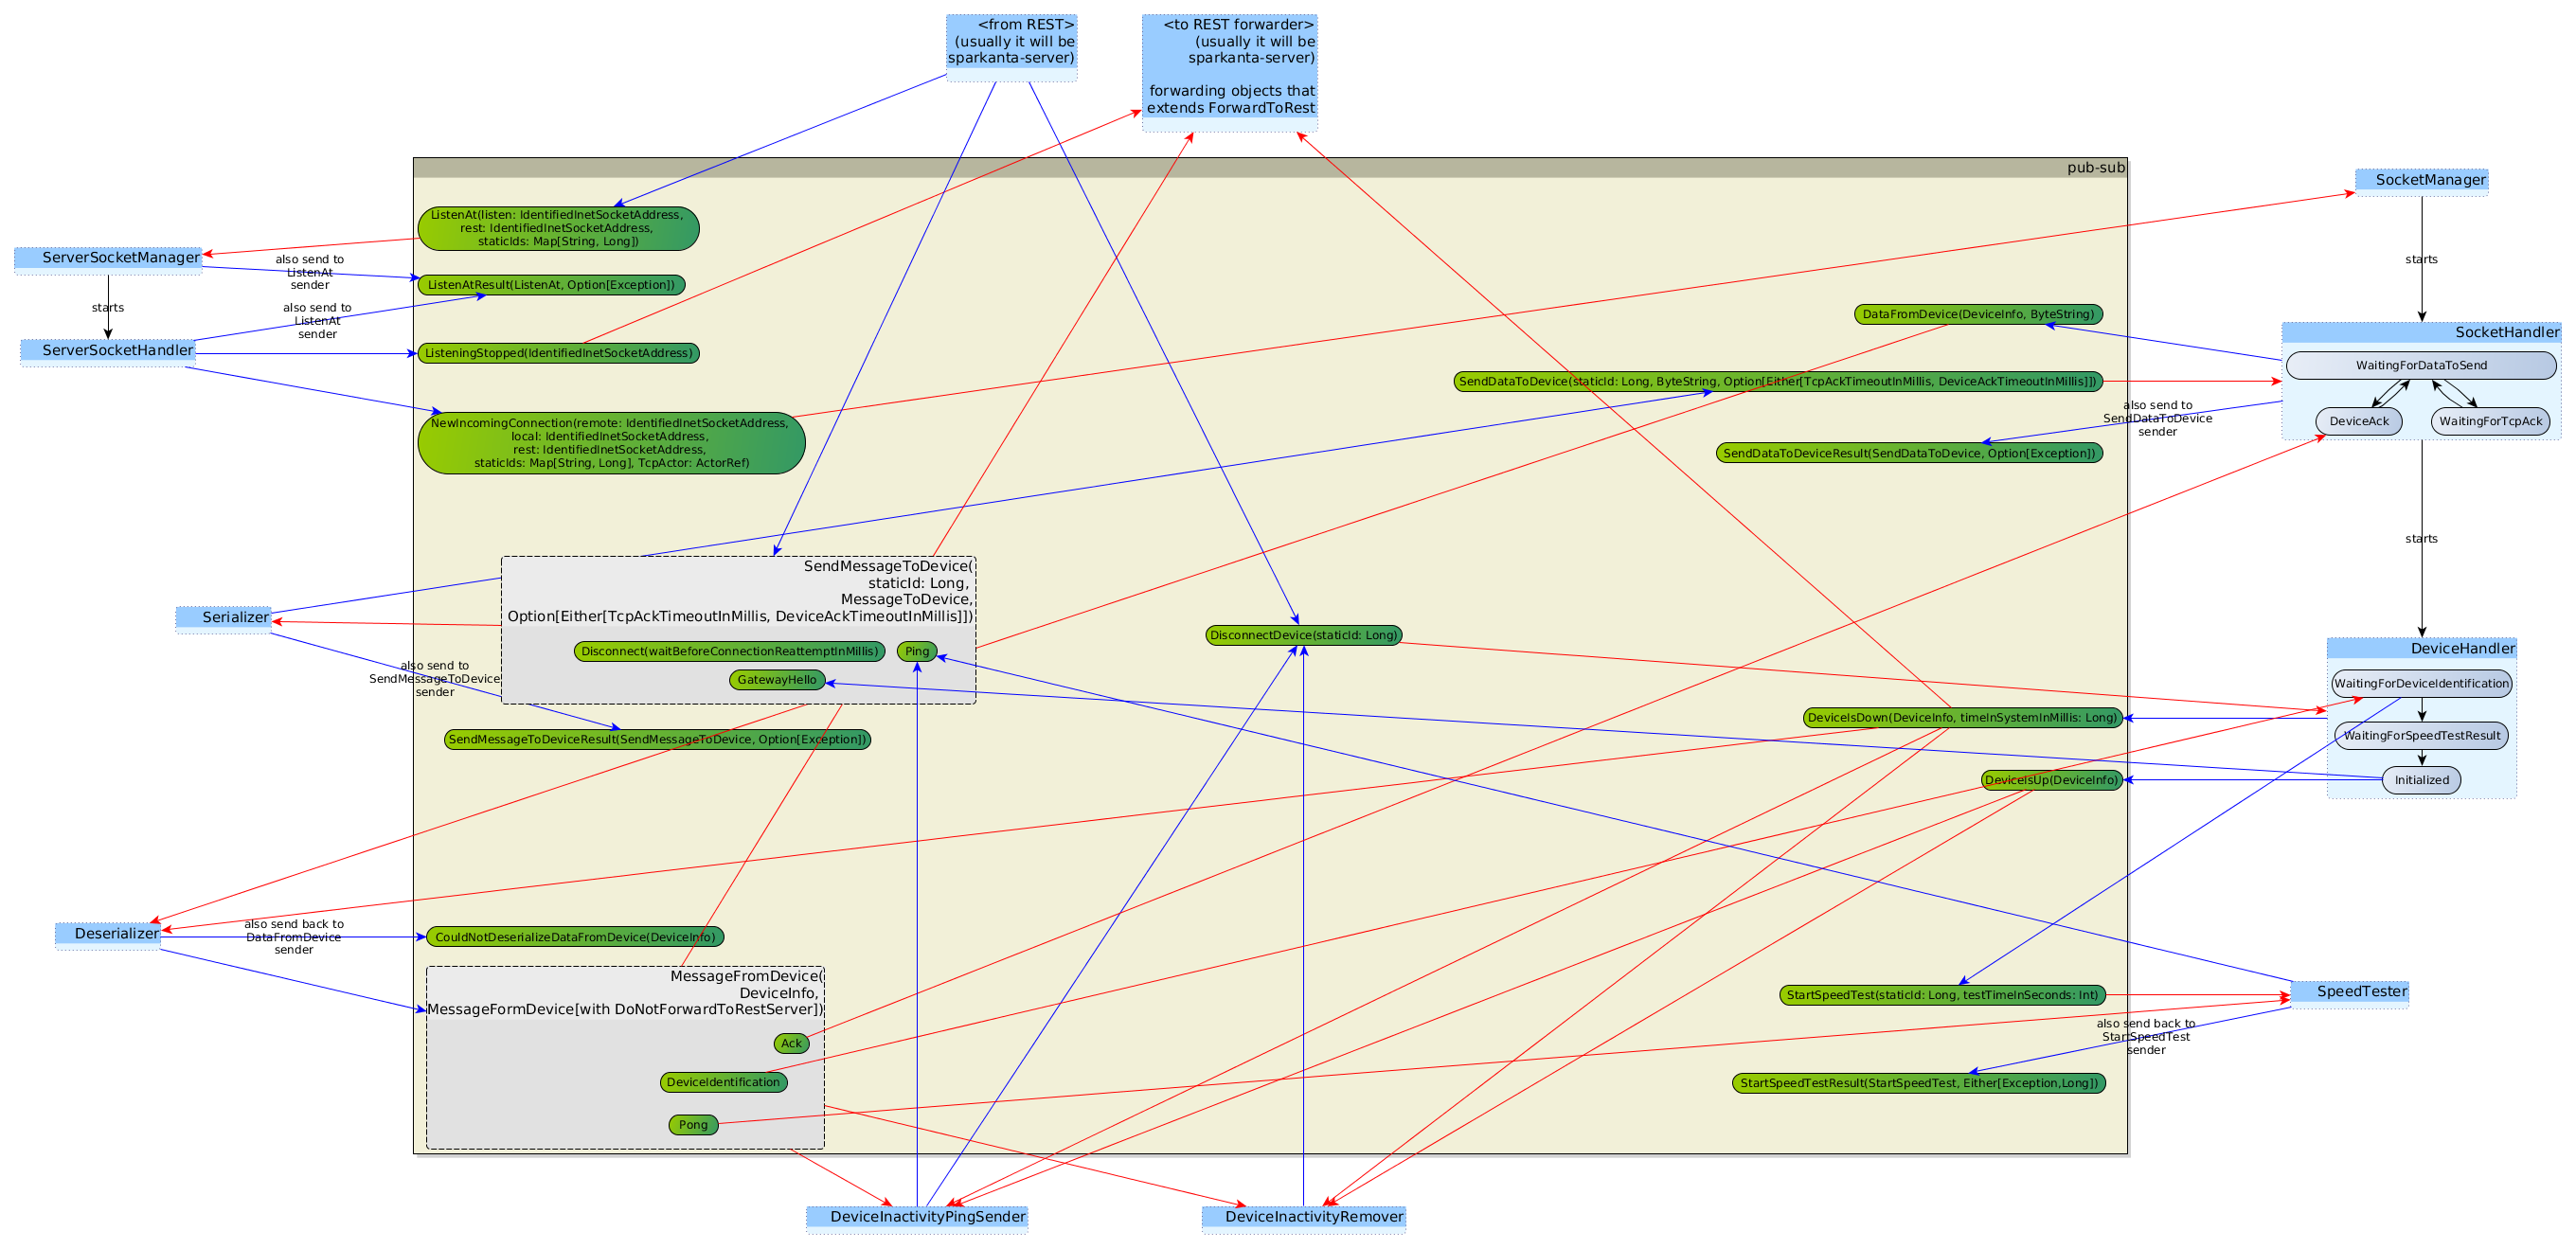 <from REST>
(usually it will be
sparkanta-server)
<to REST forwarder>
(usually it will be
sparkanta-server)
forwarding objects that
extends ForwardToRest
pub-sub
SocketManager
ListenAt(listen: IdentifiedInetSocketAddress,
rest: IdentifiedInetSocketAddress,
staticIds: Map[String, Long])
ServerSocketManager
also send to
ListenAt
sender
starts
ListenAtResult(ListenAt, Option[Exception])
starts
also send to
ListenAt
sender
DataFromDevice(DeviceInfo, ByteString)
SocketHandler
ServerSocketHandler
ListeningStopped(IdentifiedInetSocketAddress)
WaitingForDataToSend
SendDataToDevice(staticId: Long, ByteString, Option[Either[TcpAckTimeoutInMillis, DeviceAckTimeoutInMillis]])
also send to
SendDataToDevice
sender
DeviceAck
WaitingForTcpAck
NewIncomingConnection(remote: IdentifiedInetSocketAddress,
local: IdentifiedInetSocketAddress,
rest: IdentifiedInetSocketAddress,
staticIds: Map[String, Long], TcpActor: ActorRef)
SendDataToDeviceResult(SendDataToDevice, Option[Exception])
starts
SendMessageToDevice(
staticId: Long,
MessageToDevice,
Option[Either[TcpAckTimeoutInMillis, DeviceAckTimeoutInMillis]])
Serializer
DisconnectDevice(staticId: Long)
Disconnect(waitBeforeConnectionReattemptInMillis)
Ping
DeviceHandler
also send to
SendMessageToDevice
sender
GatewayHello
WaitingForDeviceIdentification
DeviceIsDown(DeviceInfo, timeInSystemInMillis: Long)
SendMessageToDeviceResult(SendMessageToDevice, Option[Exception])
WaitingForSpeedTestResult
DeviceIsUp(DeviceInfo)
Initialized
Deserializer
also send back to
DataFromDevice
sender
CouldNotDeserializeDataFromDevice(DeviceInfo)
MessageFromDevice(
DeviceInfo,
MessageFormDevice[with DoNotForwardToRestServer])
StartSpeedTest(staticId: Long, testTimeInSeconds: Int)
SpeedTester
also send back to
StartSpeedTest
sender
Ack
DeviceIdentification
StartSpeedTestResult(StartSpeedTest, Either[Exception,Long])
Pong
DeviceInactivityPingSender
DeviceInactivityRemover